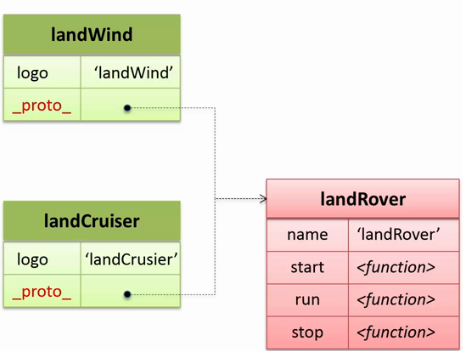 landWind
logo ‘landWind’
_proto_
landCruiser
logo ‘landCrusier’
_proto_
landRover
name ‘landRover’
start <function>
run <function>
stop <function>